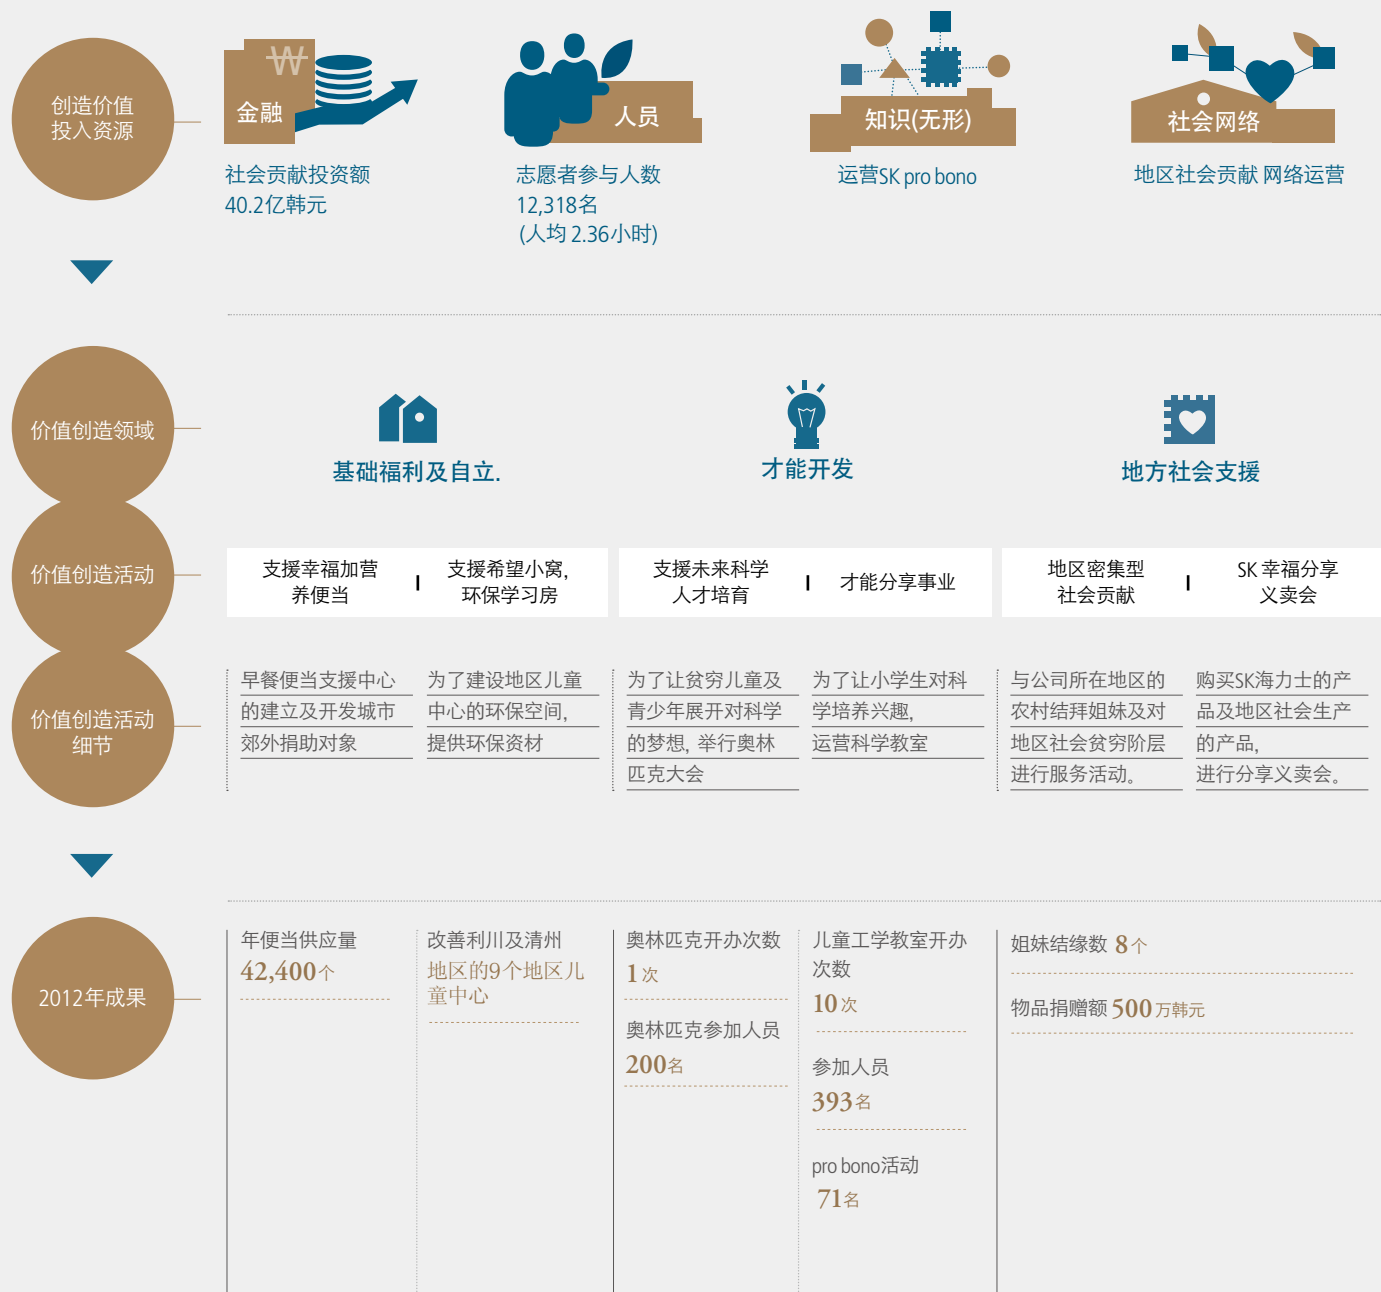 创造价值
投入资源
₩
金融
社会贡献投资额
40.2亿韩元
人员
志愿者参与人数
12,318名
(人均 2.36小时)
知识(无形)
运营SK pro bono
社会网络
地区社会贡献 网络运营
价值创造领域
基础福利及自立.
才能开发
地方社会支援
价值创造活动
支援幸福加营
养便当
支援希望小窝,
环保学习房
支援未来科学
人才培育
才能分享事业
地区密集型
社会贡献
SK 幸福分享
义卖会
价值创造活动
细节
早餐便当支援中心
的建立及开发城市
郊外捐助对象
为了建设地区儿童
中心的环保空间,
提供环保资材
为了让贫穷儿童及
青少年展开对科学
的梦想, 举行奥林
匹克大会
为了让小学生对科
学培养兴趣,
运营科学教室
与公司所在地区的
农村结拜姐妹及对
地区社会贫穷阶层
进行服务活动。
购买SK海力士的产
品及地区社会生产
的产品,
进行分享义卖会。
2012年成果
年便当供应量
42,400个
改善利川及清州
地区的9个地区儿
童中心
奥林匹克开办次数
1次
奥林匹克参加人员
200名
儿童工学教室开办
次数
10次
参加人员
393名
pro bono活动
71名
姐妹结缘数 8个
物品捐赠额 500万韩元